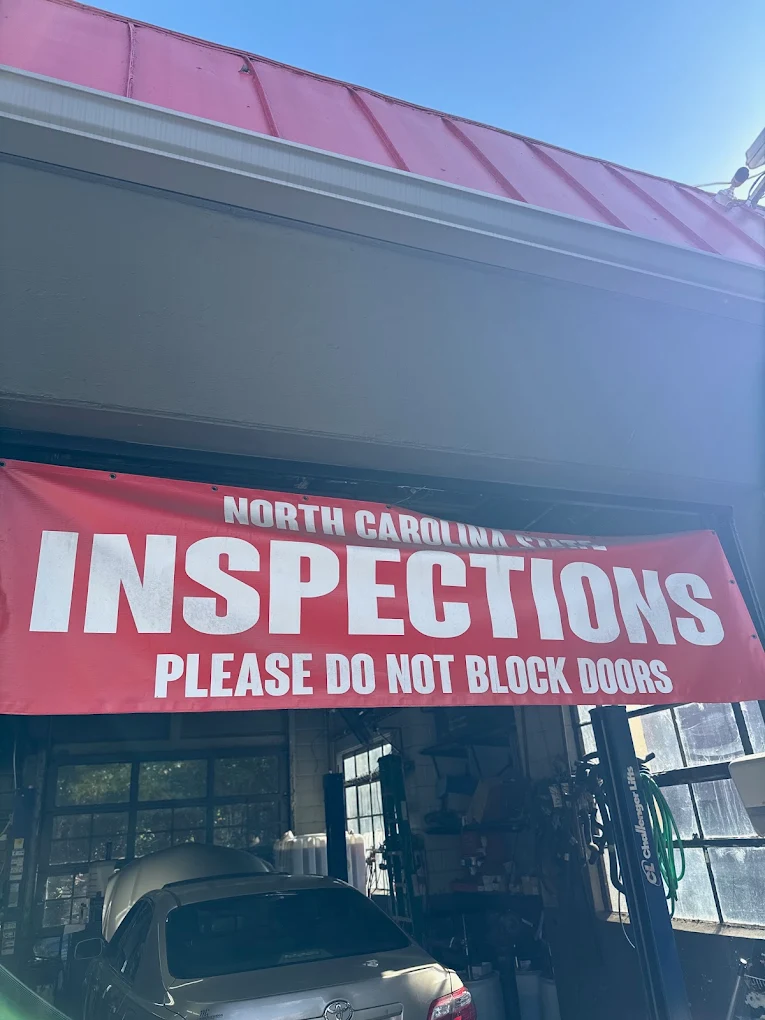 NORTH CAROLINA STATE
INSPECTIONS
PLEASE DO NOT BLOCK DOORS
Challenger Lifts